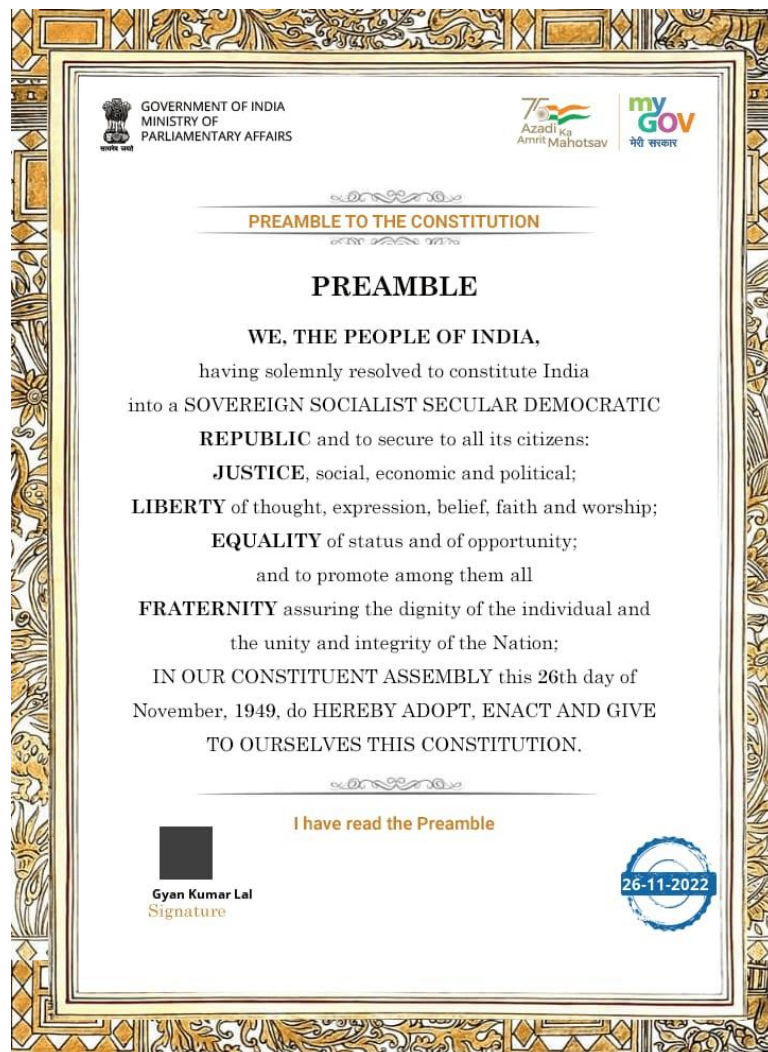 GOVERNMENT OF INDIA
MINISTRY OF
PARLIAMENTARY AFFAIRS
सत्यमेव जयते
75
Azadi Ka
Amrit Mahotsav
my
GOV
मेरी सरकार
PREAMBLE TO THE CONSTITUTION
PREAMBLE
WE, THE PEOPLE OF INDIA,
having solemnly resolved to constitute India
into a SOVEREIGN SOCIALIST SECULAR DEMOCRATIC
REPUBLIC and to secure to all its citizens:
JUSTICE, social, economic and political;
LIBERTY of thought, expression, belief, faith and worship;
EQUALITY of status and of opportunity;
and to promote among them all
FRATERNITY assuring the dignity of the individual and
the unity and integrity of the Nation;
IN OUR CONSTITUENT ASSEMBLY this 26th day of
November, 1949, do HEREBY ADOPT, ENACT AND GIVE
TO OURSELVES THIS CONSTITUTION.
I have read the Preamble
Gyan Kumar Lal
Signature
26-11-2022